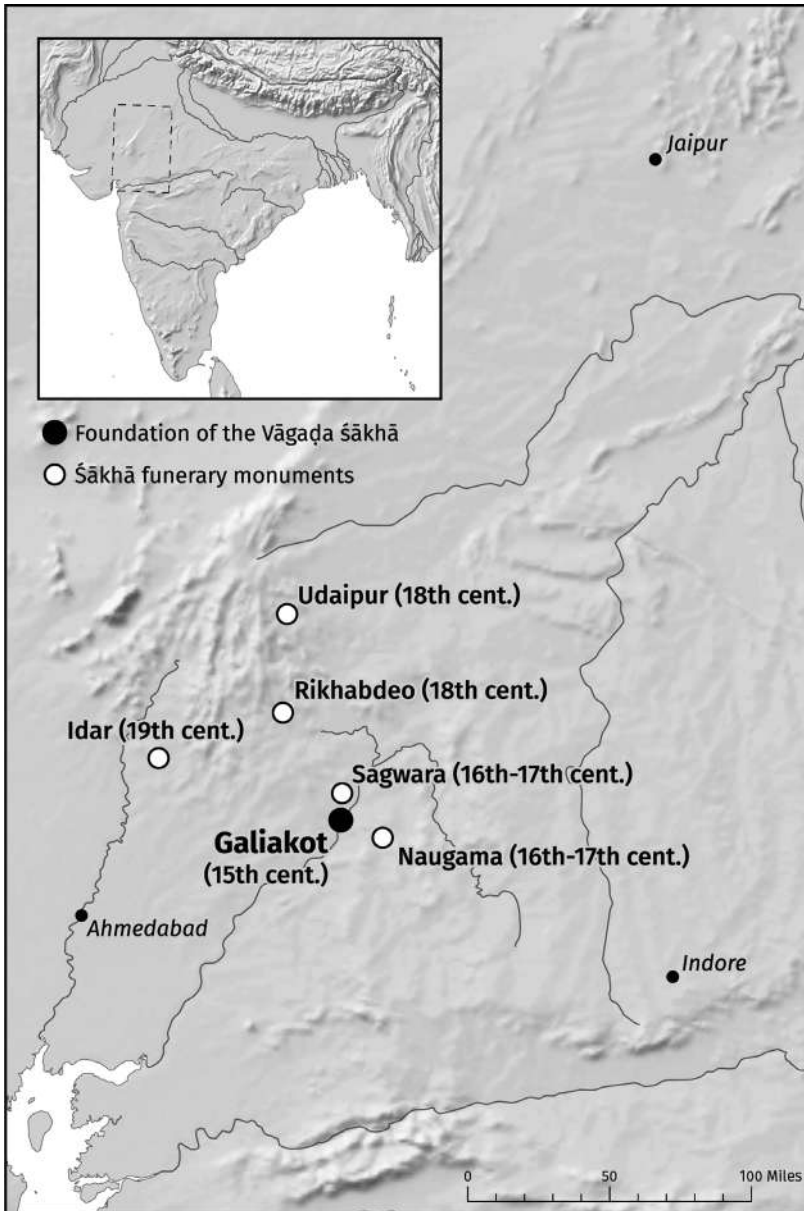 Jaipur
Foundation of the Vāgaḍa śākhā
Śākhā funerary monuments
Udaipur (18th cent.)
Rikhabdeo (18th cent.)
Idar (19th cent.)
Sagwara (16th-17th cent.)
Galiakot
(15th cent.)
Naugama (16th-17th cent.)
Ahmedabad
Indore
0 50 100 Miles